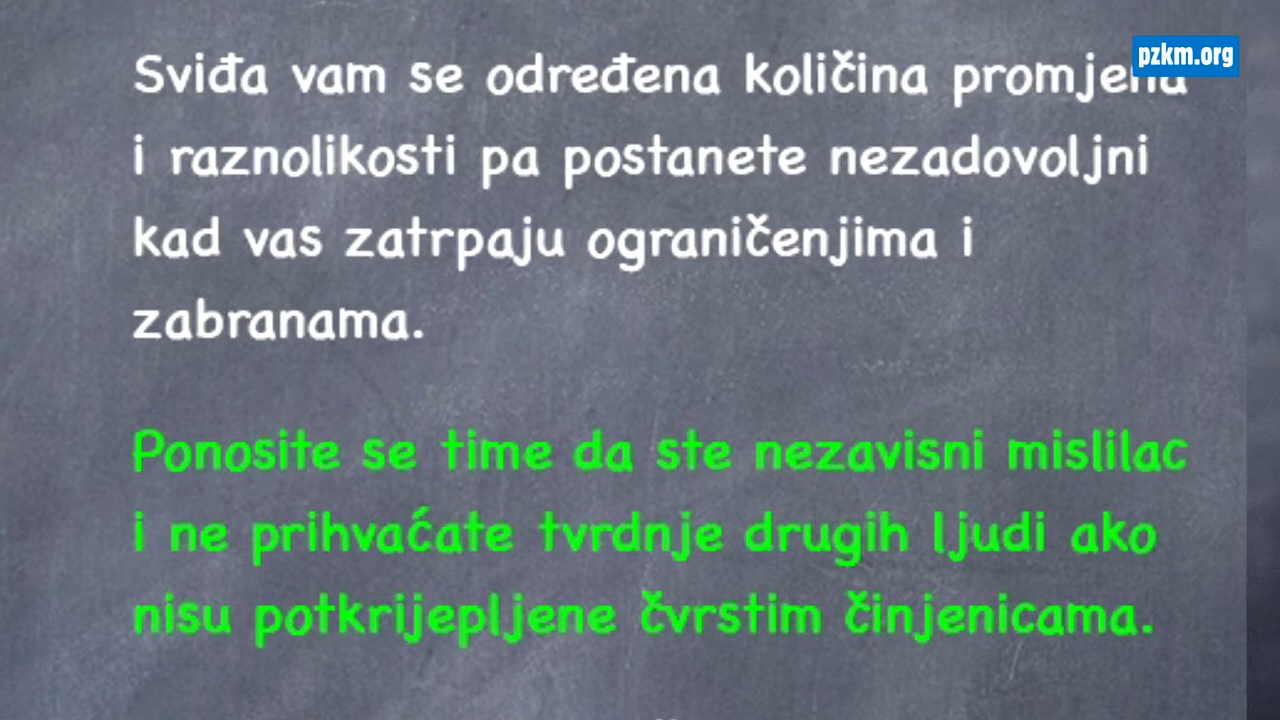 pzkm.org
Sviđa vam se određena količina promjena
i raznolikosti pa postanete nezadovoljni
kad vas zatrpaju ograničenjima i
zabranama.
Ponosite se time da ste nezavisni mislilac
i ne prihvaćate tvrdnje drugih ljudi ako
nisu potkrijepljene čvrstim činjenicama.